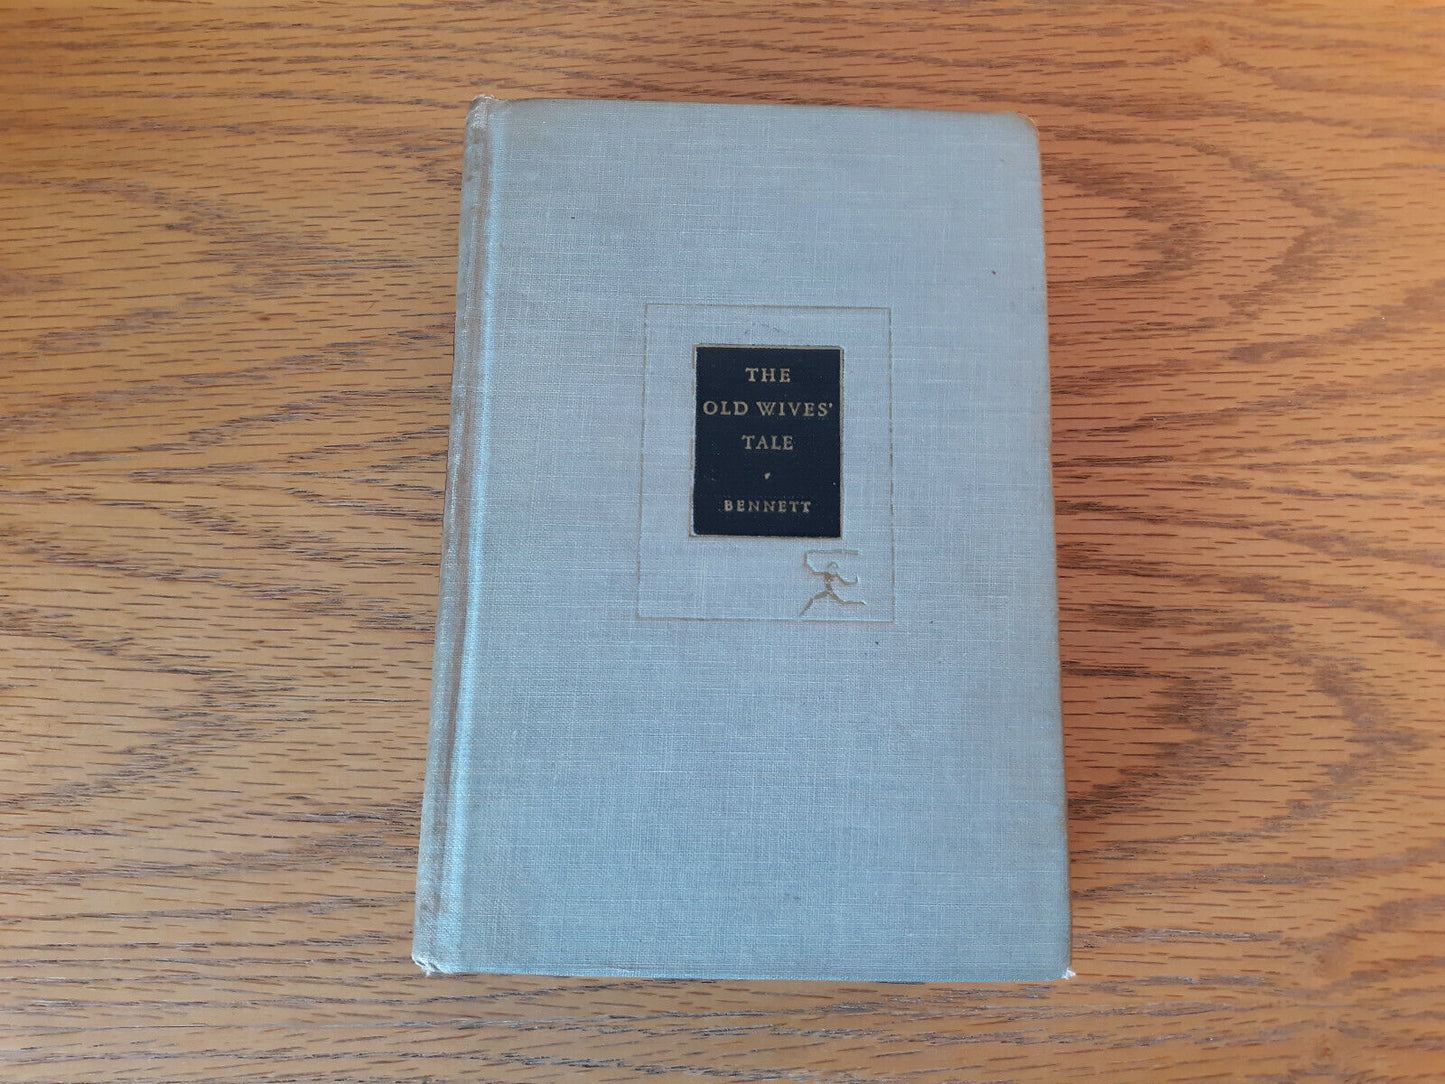 THE
OLD WIVES'
TALE
BENNETT